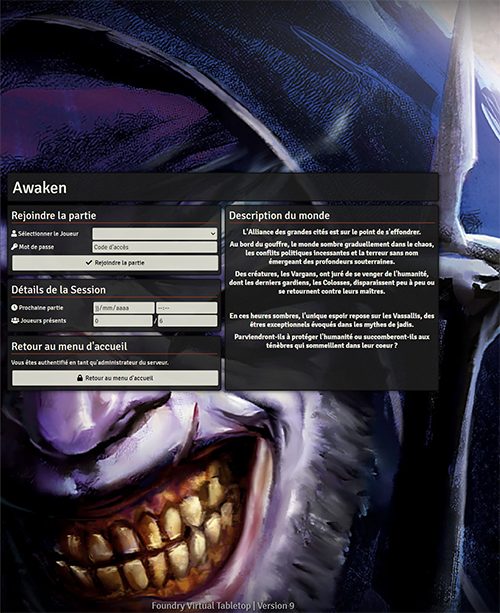 Awaken
Rejoindre la partie
Sélectionner le Joueur
Mot de passe
Code d'accès
Rejoindre la partie
Détails de la Session
Prochaine partie
jj/mm/aaaa
--:--
Joueurs présents
0
/
6
Retour au menu d'accueil
Vous êtes authentifié en tant qu'administrateur du serveur.
Retour au menu d'accueil
Description du monde
L'Alliance des grandes cités est sur le point de s'effondrer.
Au bord du gouffre, le monde sombre graduellement dans le chaos,
les conflits politiques incessants et la terreur sans nom
émergeant des profondeurs souterraines.
Des créatures, les Vargans, ont juré de se venger de l'humanité,
dont les derniers gardiens, les Colosses, disparaissent peu à peu ou
se retournent contre leurs maîtres.
En ces heures sombres, l'unique espoir repose sur les Vassallis, des
êtres exceptionnels évoqués dans les mythes de jadis.
Parviendront-ils à protéger l'humanité ou succomberont-ils aux
ténèbres qui sommeillent dans leur coeur ?
Foundry Virtual Tabletop | Version 9